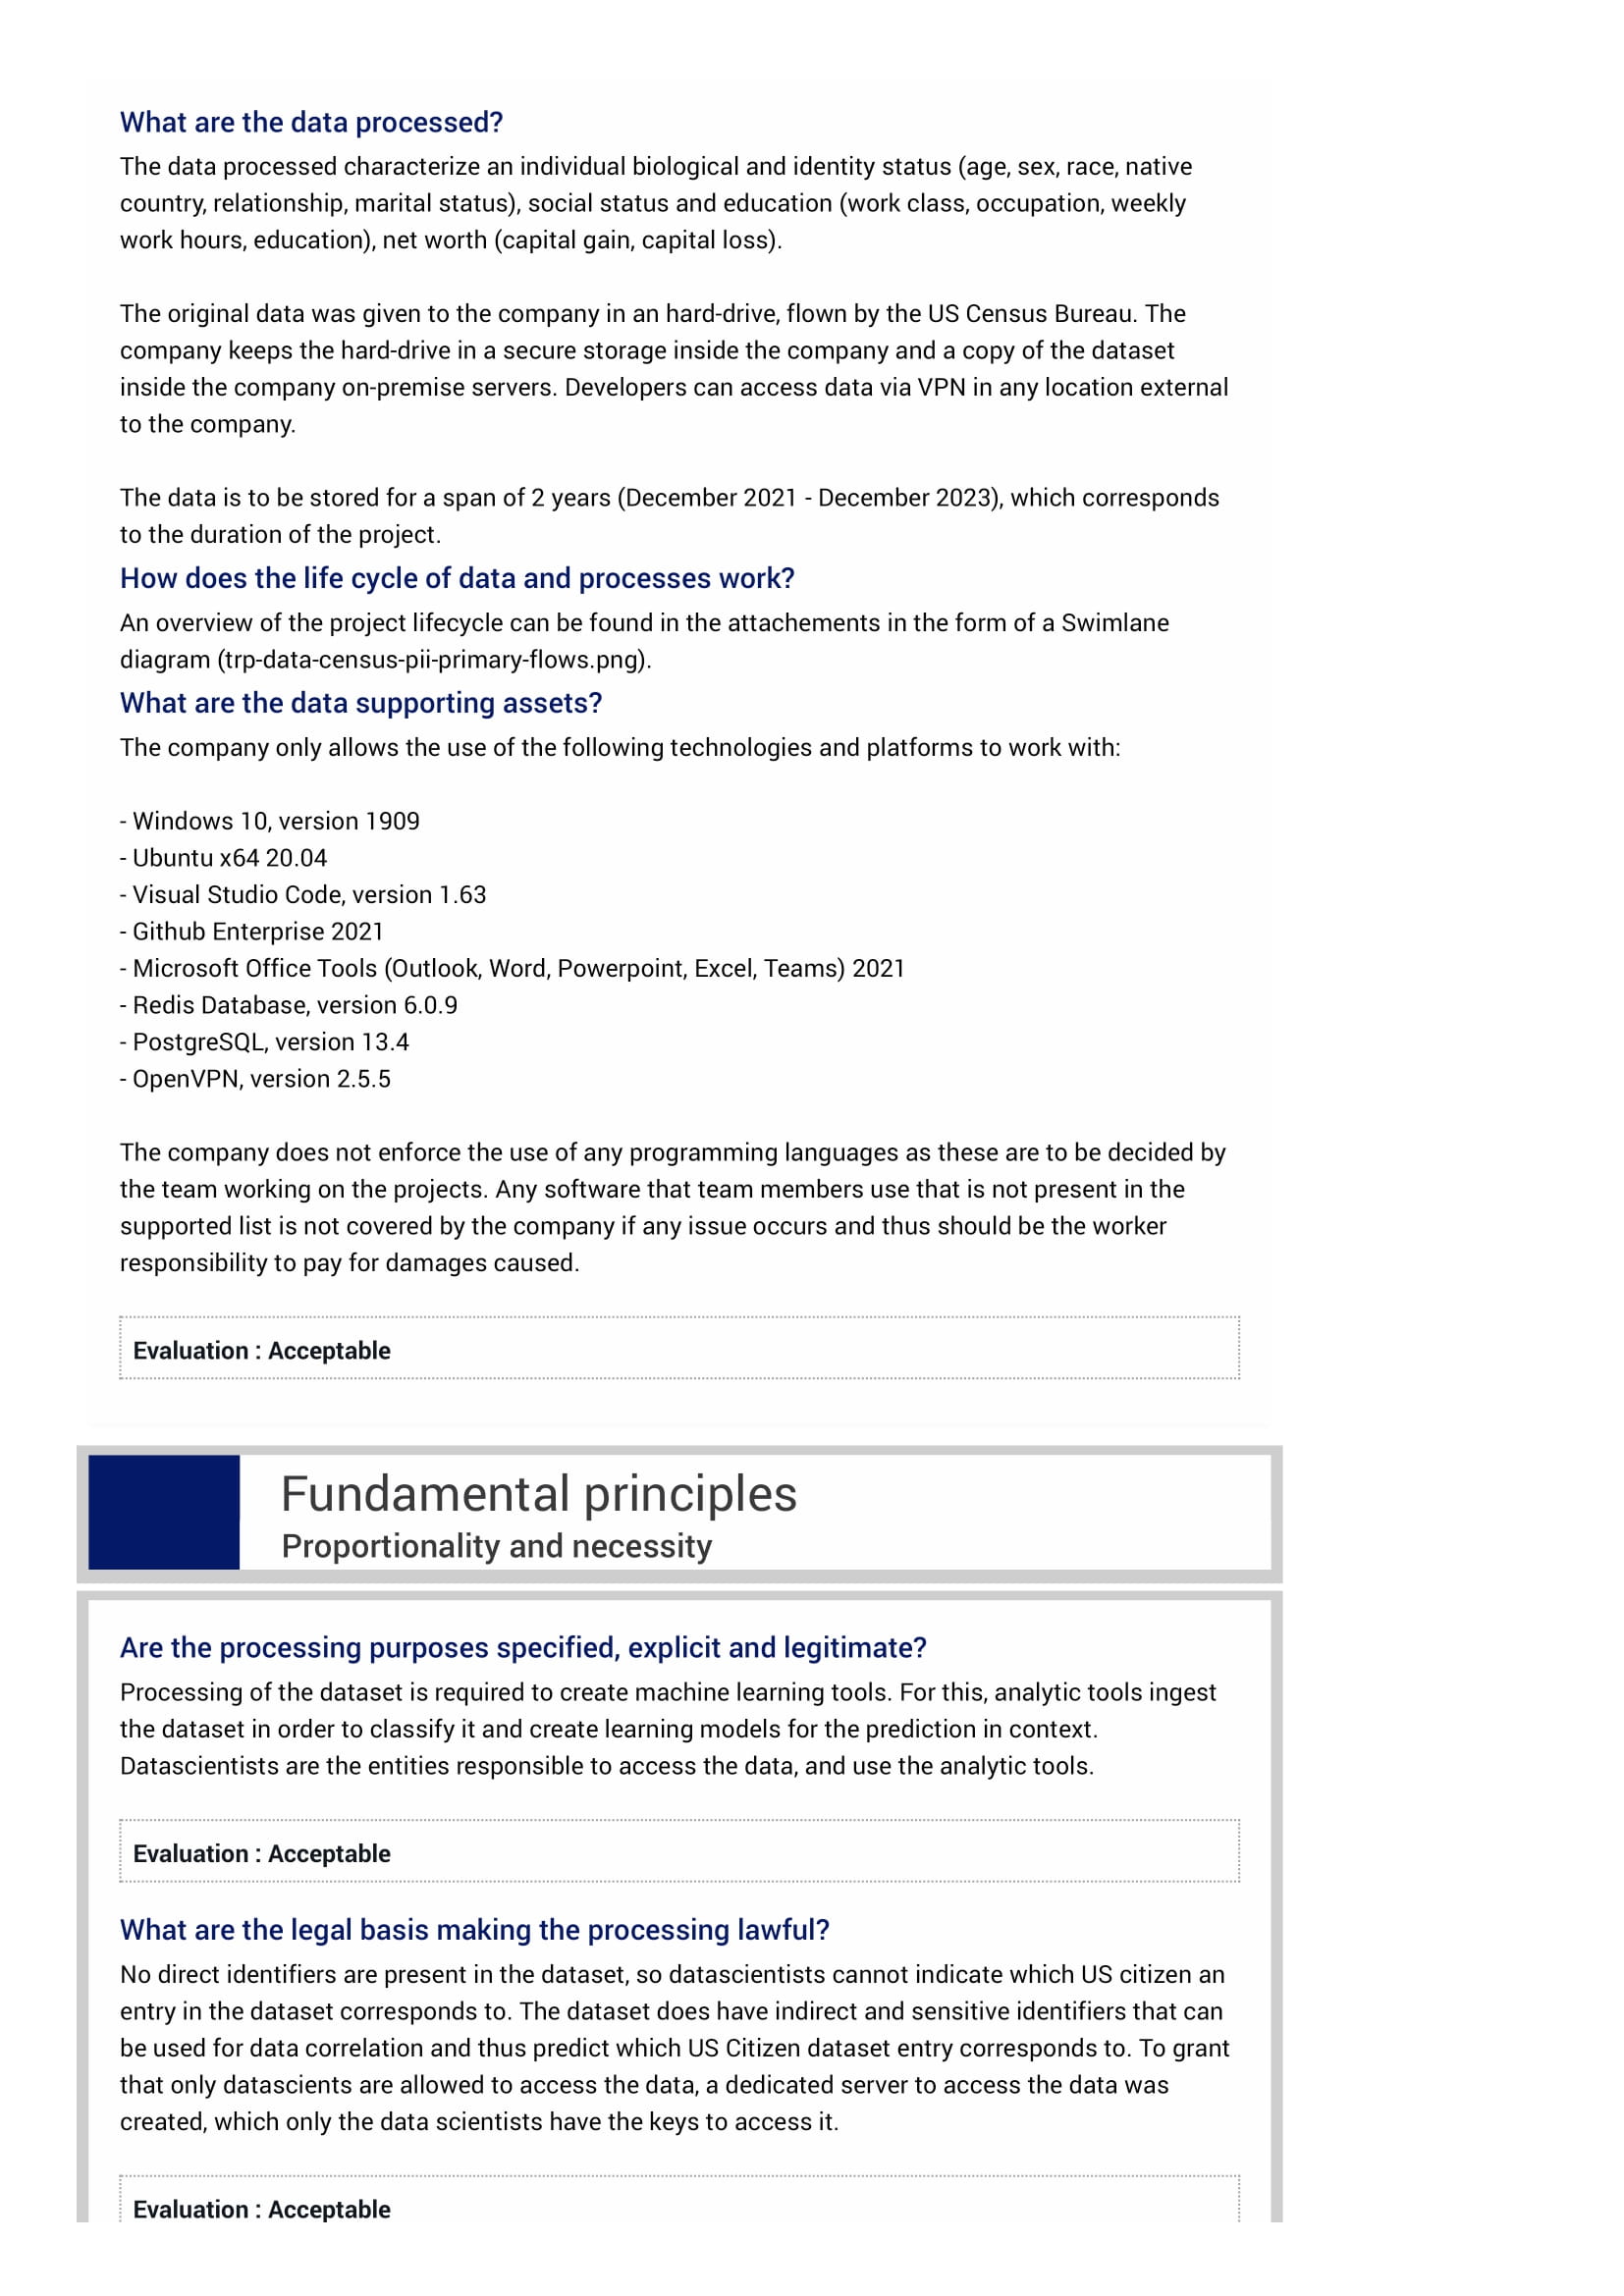 What are the data processed?
The data processed characterize an individual biological and identity status (age, sex, race, native
country, relationship, marital status), social status and education (work class, occupation, weekly
work hours, education), net worth (capital gain, capital loss).
The original data was given to the company in an hard-drive, flown by the US Census Bureau. The
company keeps the hard-drive in a secure storage inside the company and a copy of the dataset
inside the company on-premise servers. Developers can access data via VPN in any location external
to the company.
The data is to be stored for a span of 2 years (December 2021 - December 2023), which corresponds
to the duration of the project.
How does the life cycle of data and processes work?
An overview of the project lifecycle can be found in the attachements in the form of a Swimlane
diagram (trp-data-census-pii-primary-flows.png).
What are the data supporting assets?
The company only allows the use of the following technologies and platforms to work with:
- Windows 10, version 1909
- Ubuntu x64 20.04
- Visual Studio Code, version 1.63
- Github Enterprise 2021
- Microsoft Office Tools (Outlook, Word, Powerpoint, Excel, Teams) 2021
- Redis Database, version 6.0.9
- PostgreSQL, version 13.4
- OpenVPN, version 2.5.5
The company does not enforce the use of any programming languages as these are to be decided by
the team working on the projects. Any software that team members use that is not present in the
supported list is not covered by the company if any issue occurs and thus should be the worker
responsibility to pay for damages caused.
Evaluation : Acceptable
Fundamental principles
Proportionality and necessity
Are the processing purposes specified, explicit and legitimate?
Processing of the dataset is required to create machine learning tools. For this, analytic tools ingest
the dataset in order to classify it and create learning models for the prediction in context.
Datascientists are the entities responsible to access the data, and use the analytic tools.
Evaluation : Acceptable
What are the legal basis making the processing lawful?
No direct identifiers are present in the dataset, so datascientists cannot indicate which US citizen an
entry in the dataset corresponds to. The dataset does have indirect and sensitive identifiers that can
be used for data correlation and thus predict which US Citizen dataset entry corresponds to. To grant
that only datascients are allowed to access the data, a dedicated server to access the data was
created, which only the data scientists have the keys to access it.
Evaluation : Acceptable